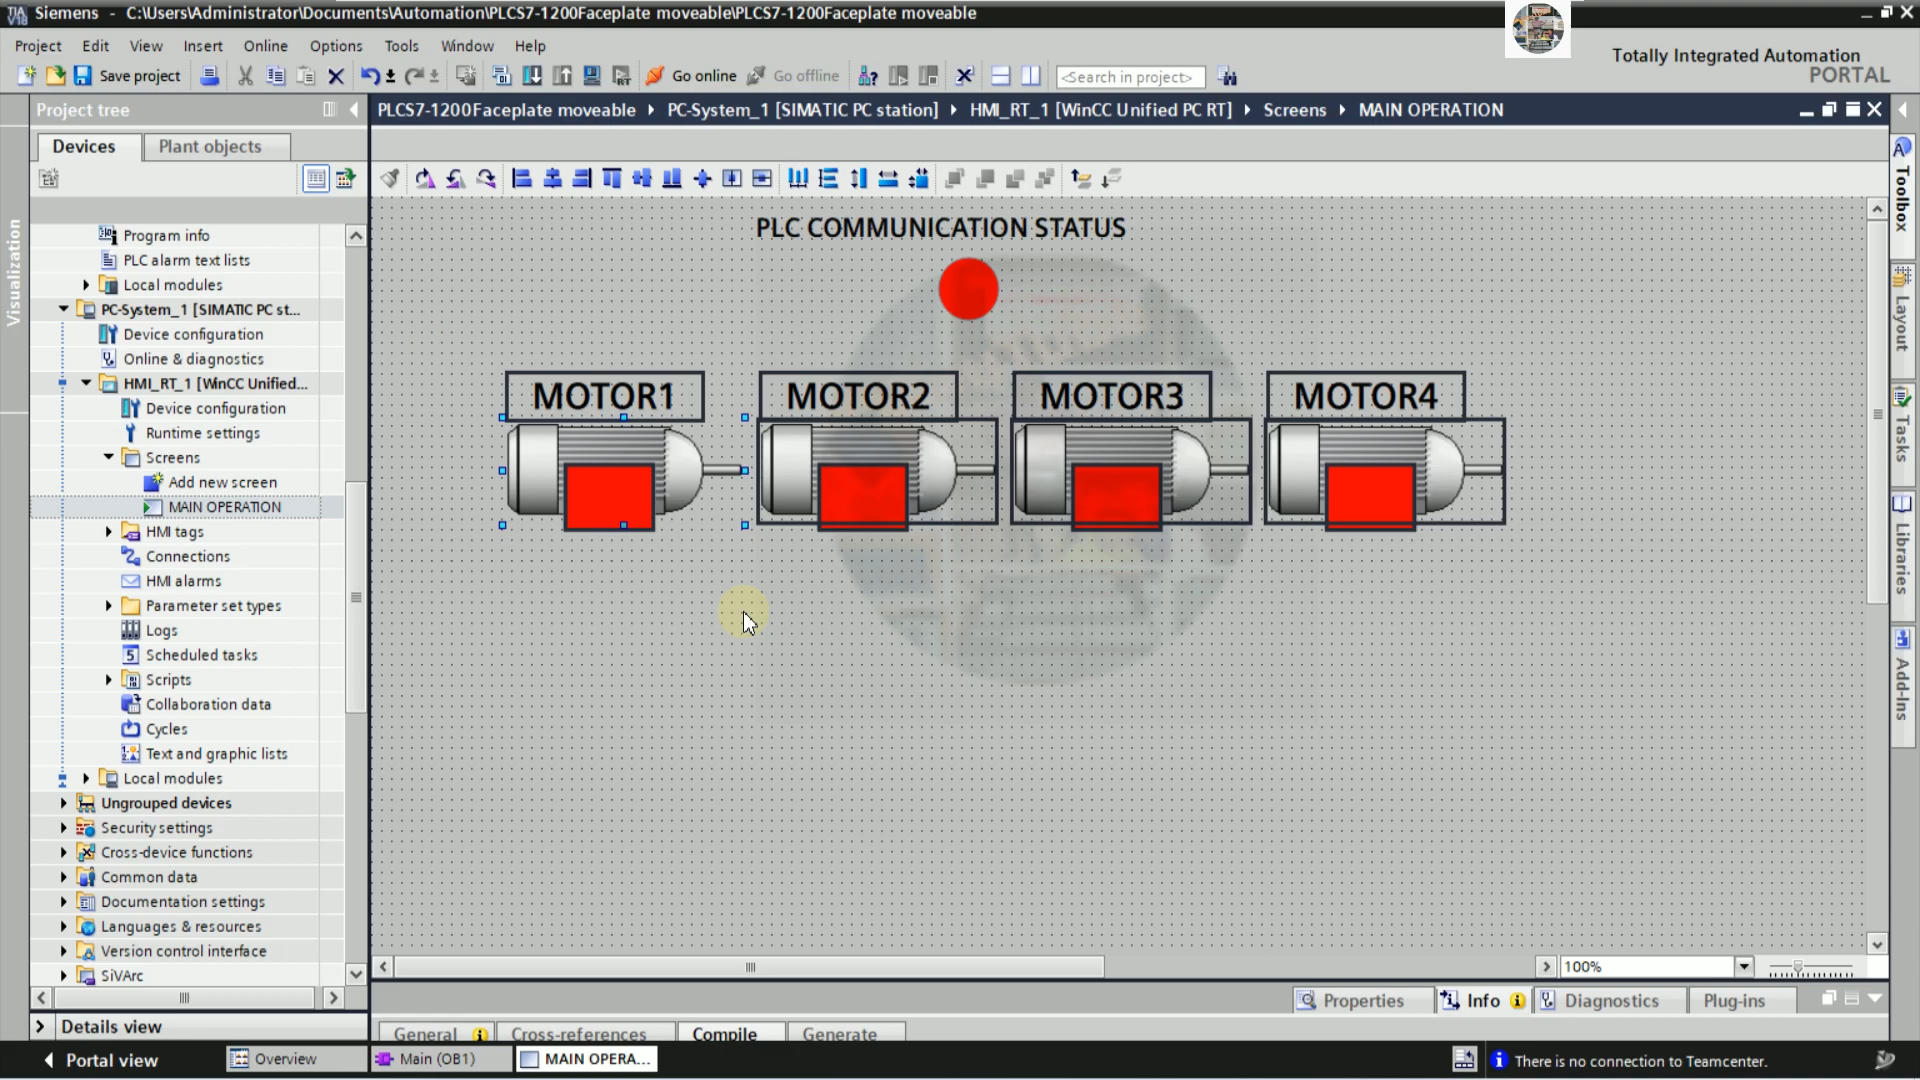 Siemens - C:\Users\Administrator\Documents\Automation\PLCS7-1200Faceplate moveable\PLCS7-1200Faceplate moveable
Project Edit View Insert Online Options Tools Window Help
Totally Integrated Automation
PORTAL
Save project Go online Go offline <Search in project>
Project tree
PLCS7-1200Faceplate moveable PC-System_1 [SIMATIC PC station] HMI_RT_1 [WinCC Unified PC RT] Screens MAIN OPERATION
Devices Plant objects
Visualization
Program info
PLC alarm text lists
Local modules
PC-System_1 [SIMATIC PC st...
Device configuration
Online & diagnostics
HMI_RT_1 [WinCC Unified...
Device configuration
Runtime settings
Screens
Add new screen
MAIN OPERATION
HMI tags
Connections
HMI alarms
Parameter set types
Logs
Scheduled tasks
Scripts
Collaboration data
Cycles
Text and graphic lists
Local modules
Ungrouped devices
Security settings
Cross-device functions
Common data
Documentation settings
Languages & resources
Version control interface
SiVArc
Details view
PLC COMMUNICATION STATUS
MOTOR1 MOTOR2 MOTOR3 MOTOR4
Toolbox
Layout
Tasks
Libraries
Add-Ins
100%
Properties Info Diagnostics Plug-ins
General Cross-references Compile Generate
Portal view Overview Main (OB1) MAIN OPERA... There is no connection to Teamcenter.